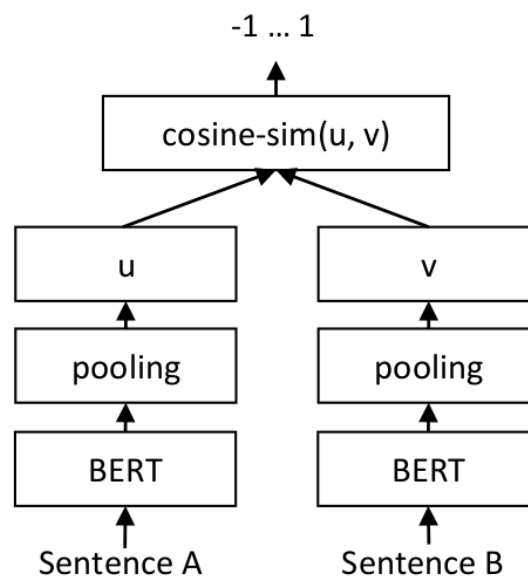 -1 … 1
cosine-sim(u, v)
u
v
pooling
pooling
BERT
BERT
Sentence A
Sentence B